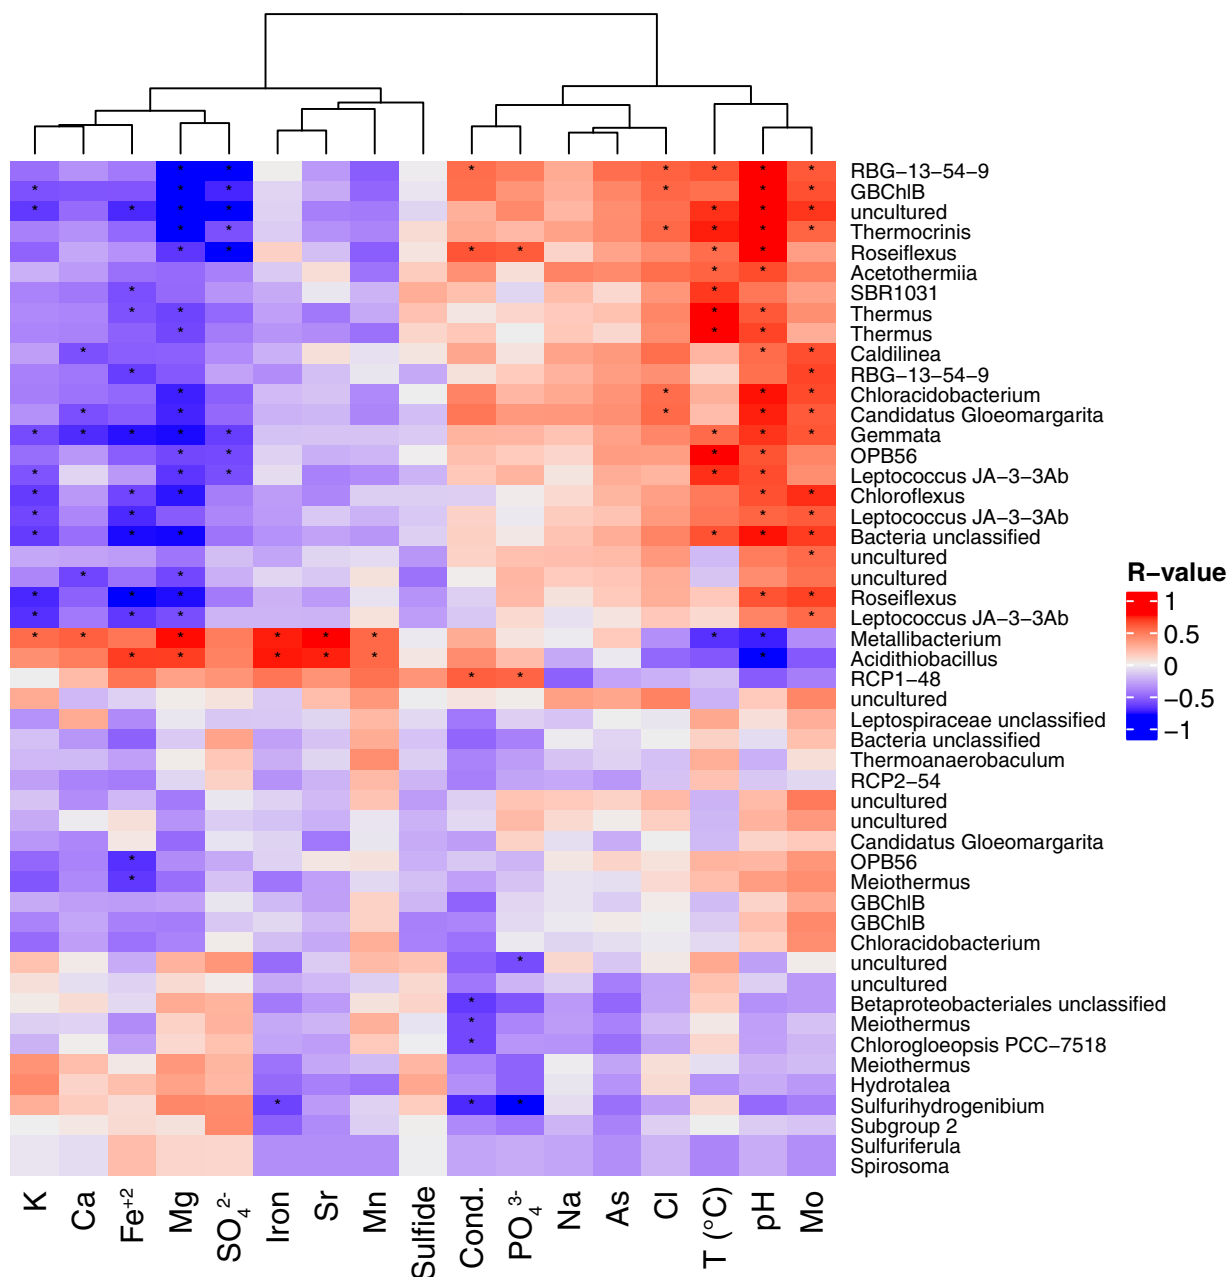 RBG−13−54−9
GBChlB
uncultured
Thermocrinis
Roseiflexus
Acetothermiia
SBR1031
Thermus
Thermus
Caldilinea
RBG−13−54−9
Chloracidobacterium
Candidatus Gloeomargarita
Gemmata
OPB56
Leptococcus JA−3−3Ab
Chloroflexus
Leptococcus JA−3−3Ab
Bacteria unclassified
uncultured
uncultured
Roseiflexus
Leptococcus JA−3−3Ab
Metallibacterium
Acidithiobacillus
RCP1−48
uncultured
Leptospiraceae unclassified
Bacteria unclassified
Thermoanaerobaculum
RCP2−54
uncultured
uncultured
Candidatus Gloeomargarita
OPB56
Meiothermus
GBChlB
GBChlB
Chloracidobacterium
uncultured
uncultured
Betaproteobacteriales unclassified
Meiothermus
Chlorogloeopsis PCC−7518
Meiothermus
Hydrotalea
Sulfurihydrogenibium
Subgroup 2
Sulfuriferula
Spirosoma
R−value
1
0.5
0
−0.5
−1
K
Ca
Fe⁺²
Mg
SO₄²⁻
Iron
Sr
Mn
Sulfide
Cond.
PO₄³⁻
Na
As
Cl
T (°C)
pH
Mo